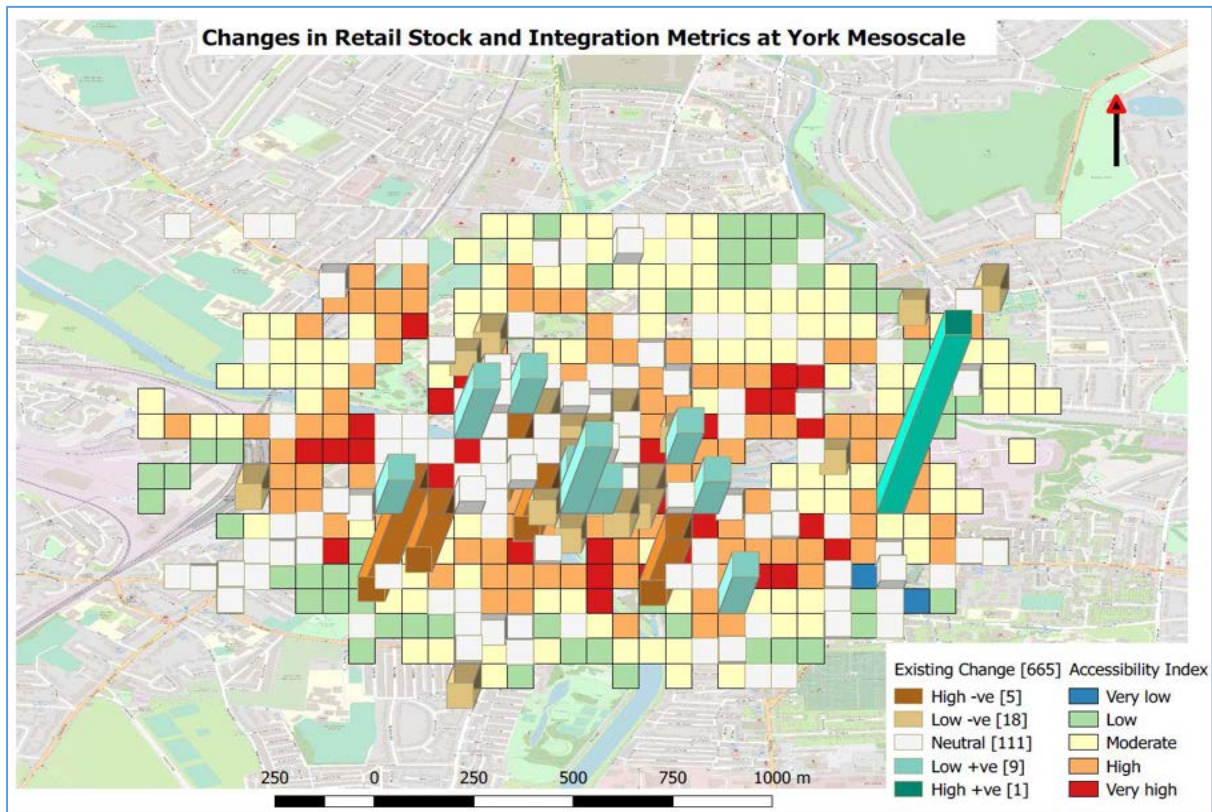 Changes in Retail Stock and Integration Metrics at York Mesoscale
Existing Change [665]
High -ve [5]
Low -ve [18]
Neutral [111]
Low +ve [9]
High +ve [1]
Accessibility Index
Very low
Low
Moderate
High
Very high
250 0 250 500 750 1000 m